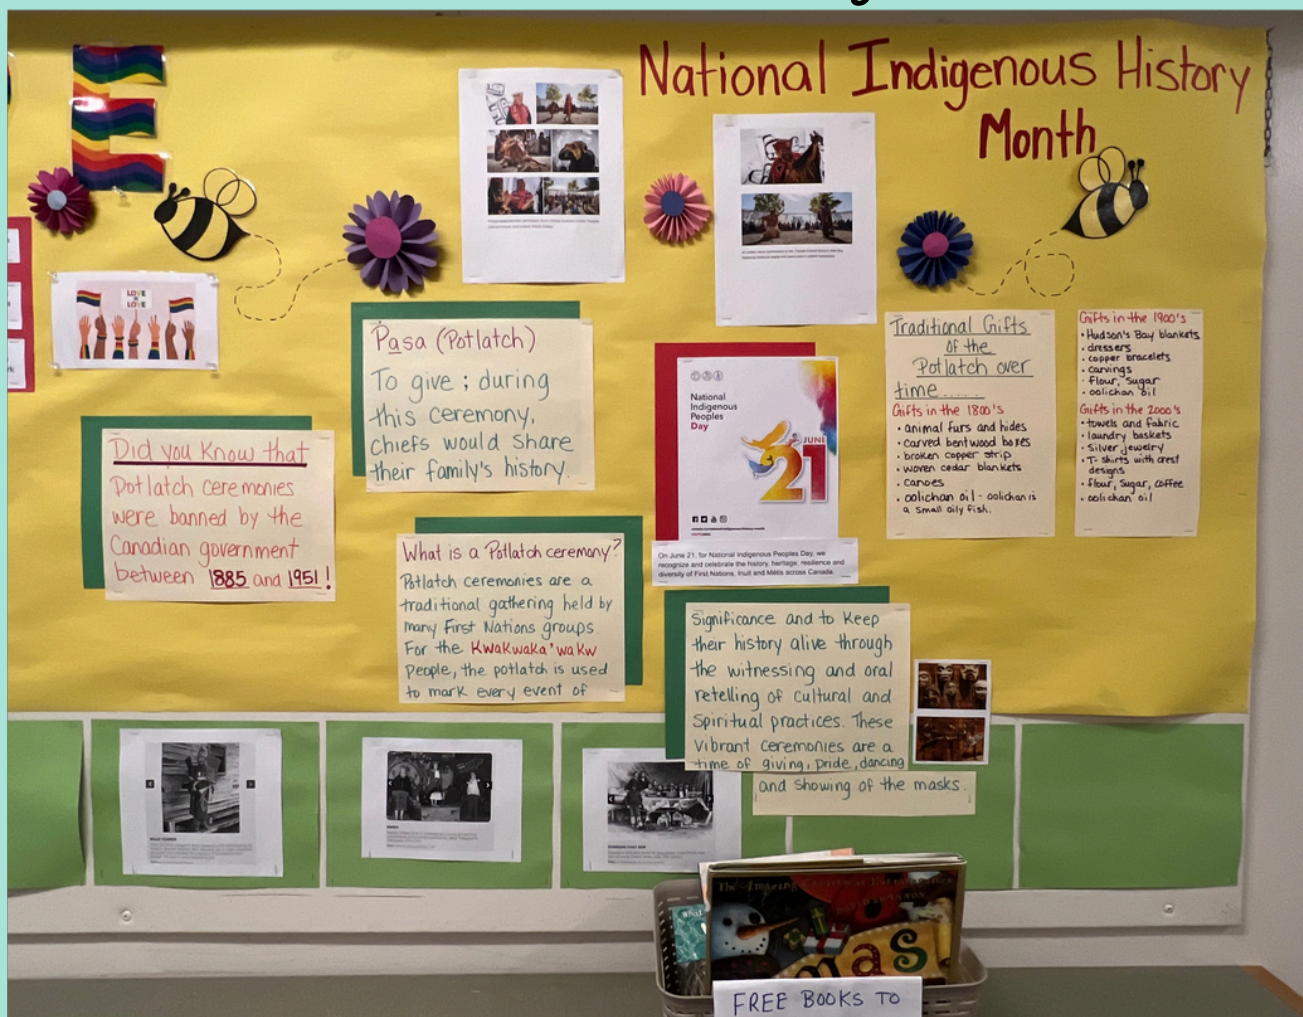 E
National Indigenous History
Month
LOVE
IS
LOVE
Pasa (Potlatch)
To give ; during
this ceremony,
chiefs would share
their family's history.
Did you know that
Potlatch ceremonies
were banned by the
Canadian government
between 1885 and 1951!
What is a Potlatch ceremony?
Potlatch ceremonies are a
traditional gathering held by
many First Nations groups.
For the Kwakwaka'wakw
People, the potlatch is used
to mark every event of
Significance and to keep
their history alive through
the witnessing and oral
retelling of cultural and
Spiritual practices. These
vibrant ceremonies are a
time of giving, pride, dancing
and showing of the masks.
National
Indigenous
Peoples
Day
JUNE
21
On June 21, for National Indigenous Peoples Day, we
recognize and celebrate the history, heritage, resilience and
diversity of First Nations, Inuit and Métis across Canada.
Traditional Gifts
of the
Potlatch over
time.....
Gifts in the 1800's
• animal furs and hides
• carved bentwood boxes
• broken copper strip
• woven cedar blankets
• canoes
• oolichan oil - oolichan is
a small oily fish.
Gifts in the 1900's
• Hudson's Bay blankets
• dressers
• copper bracelets
• carvings
• flour, sugar
• oolichan oil
Gifts in the 2000's
• towels and fabric
• laundry baskets
• silver jewelry
• T-shirts with crest
designs
• flour, sugar, coffee
• oolichan oil
The Amazing Christmas Extravaganza
DAVID SHANNON
What
mas
FREE BOOKS TO